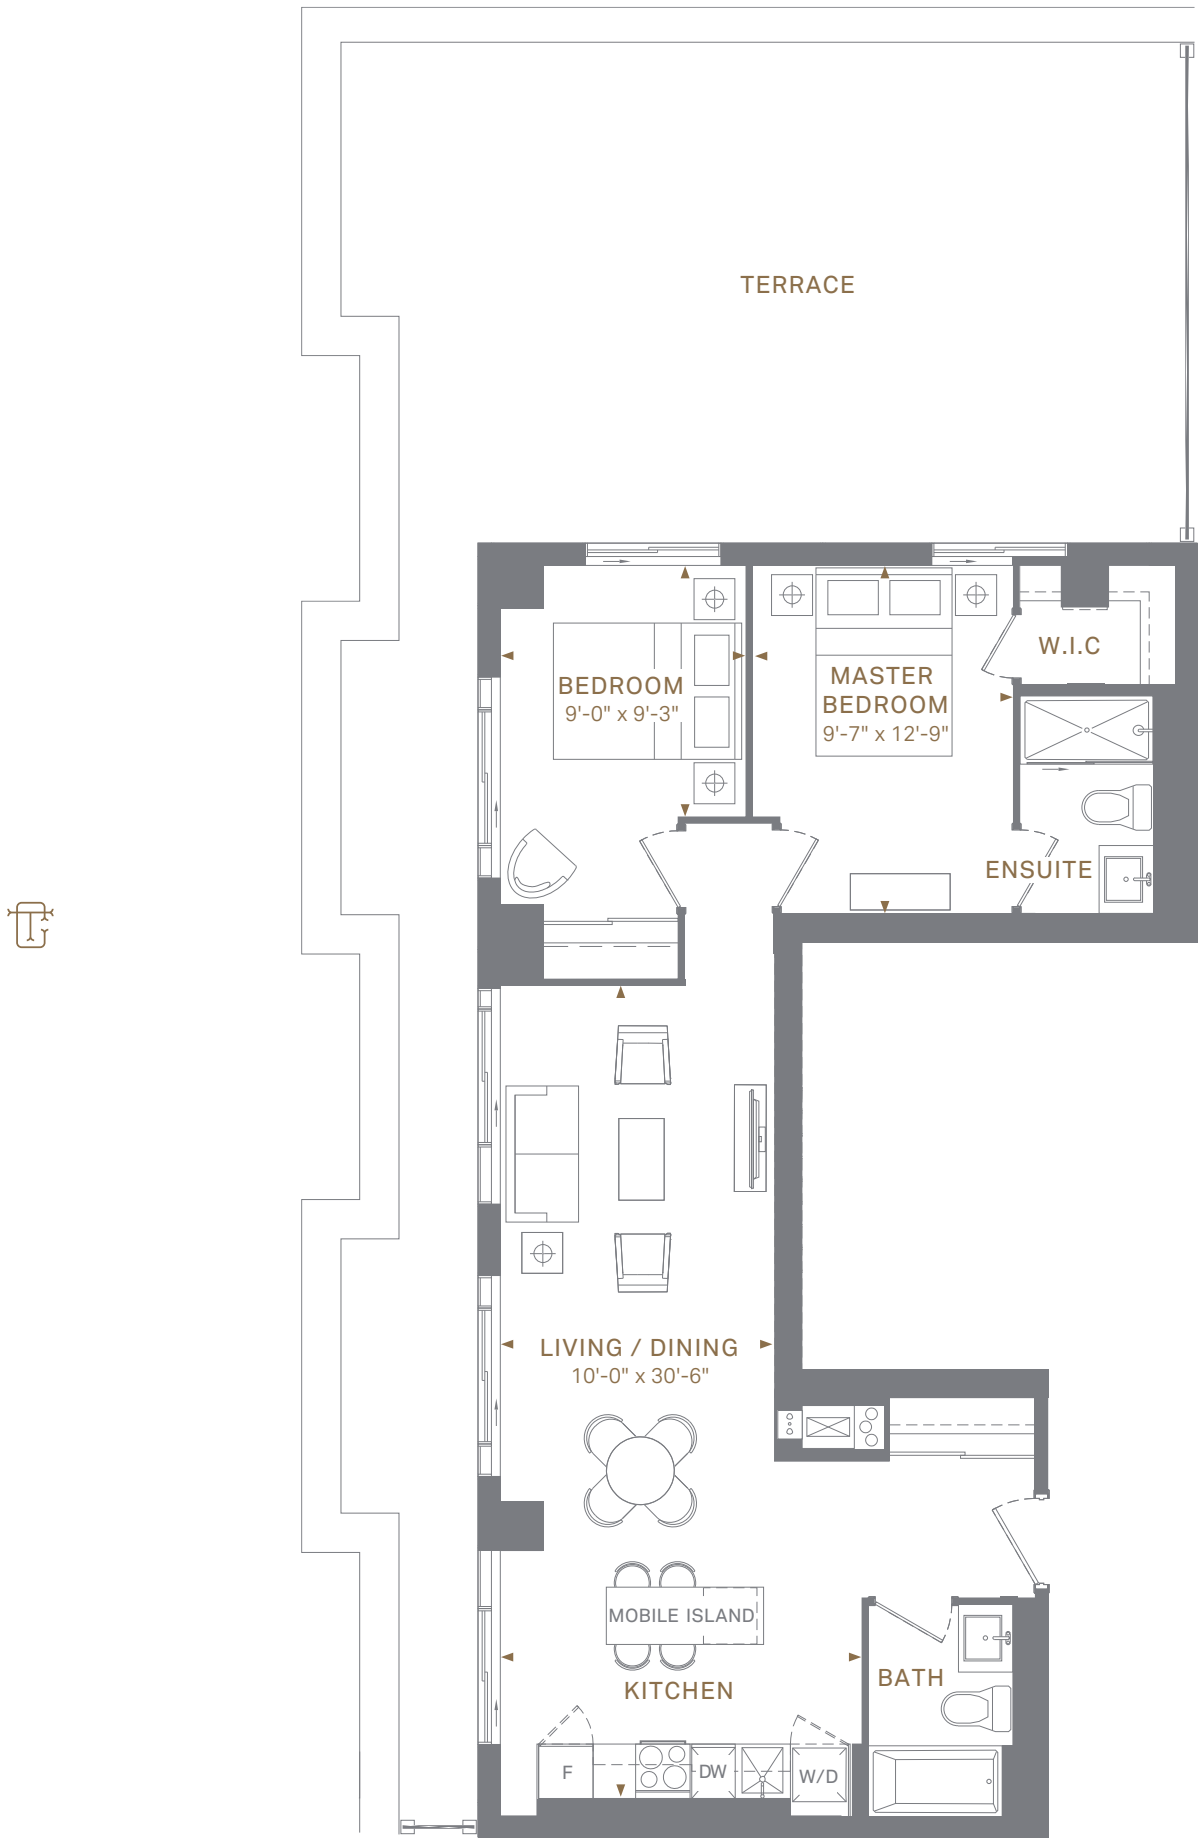 TERRACE
BEDROOM
9'-0" x 9'-3"
MASTER
BEDROOM
9'-7" x 12'-9"
W.I.C
ENSUITE
LIVING / DINING
10'-0" x 30'-6"
MOBILE ISLAND
KITCHEN
BATH
F
DW
W/D